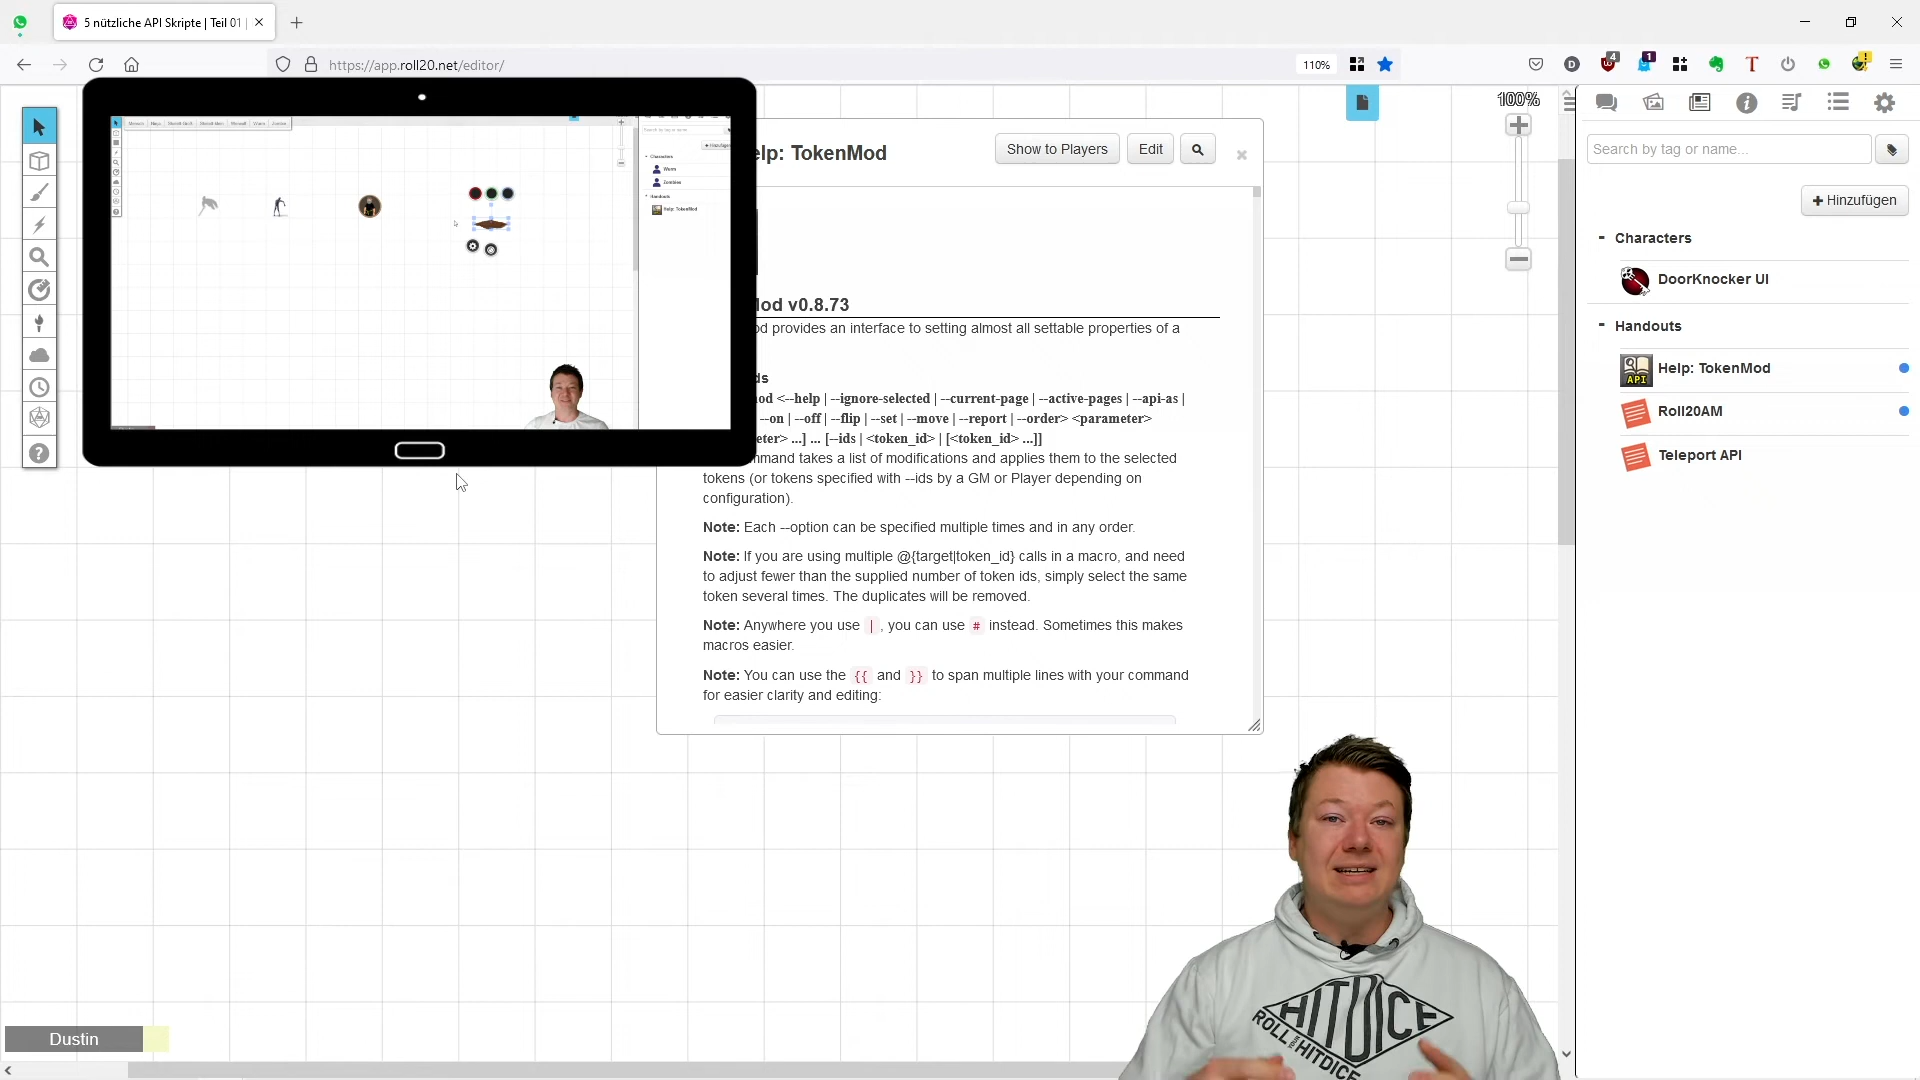 5 nützliche API Skripte | Teil 01 |
https://app.roll20.net/editor/
110%
4
1
100%
Search by tag or name...
Hinzufügen
Characters
DoorKnocker UI
Handouts
Help: TokenMod
API
Roll20AM
Teleport API
Characters
Worm
Zombies
Handouts
Help: TokenMod
elp: TokenMod
Show to Players
Edit
lod v0.8.73
od provides an interface to setting almost all settable properties of a
ds
od <--help | --ignore-selected | --current-page | --active-pages | --api-as |
--on | --off | --flip | --set | --move | --report | --order> <parameter>
eter> ...] ... [--ids | <token_id> | [<token_id> ...]]
mmand takes a list of modifications and applies them to the selected
tokens (or tokens specified with --ids by a GM or Player depending on
configuration).
Note: Each --option can be specified multiple times and in any order.
Note: If you are using multiple @{target|token_id} calls in a macro, and need
to adjust fewer than the supplied number of token ids, simply select the same
token several times. The duplicates will be removed.
Note: Anywhere you use | , you can use # instead. Sometimes this makes
macros easier.
Note: You can use the {{ and }} to span multiple lines with your command
for easier clarity and editing:
Dustin
HITDICE
ROLL YOUR HITDICE